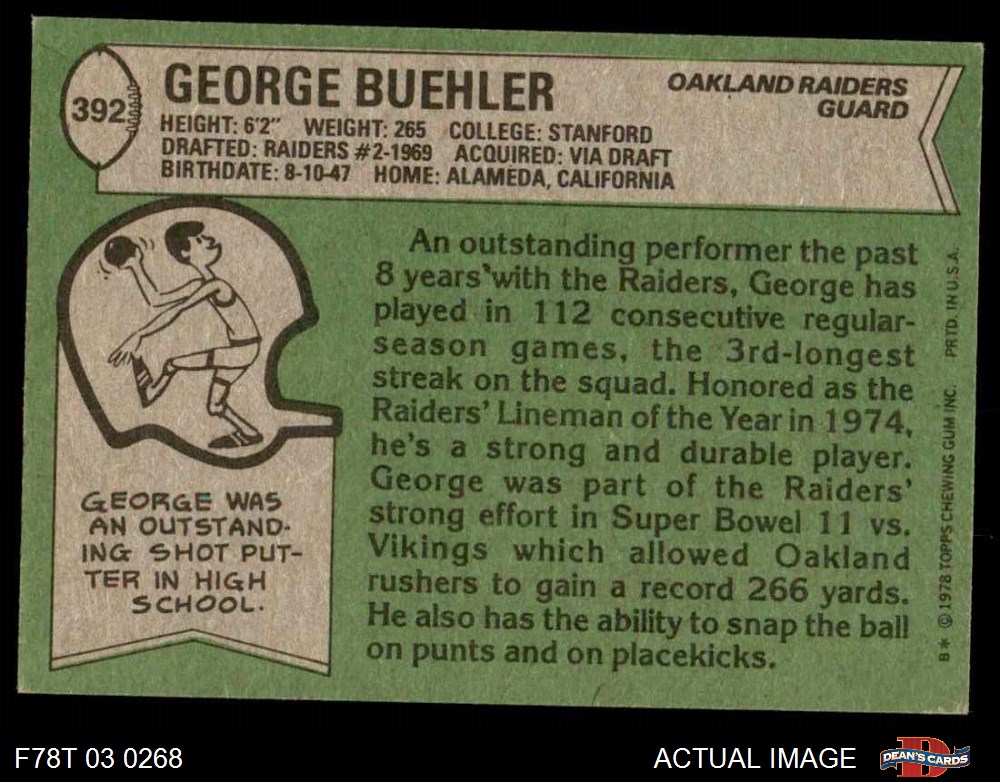 392
GEORGE BUEHLER
OAKLAND RAIDERS
GUARD
HEIGHT: 6'2" WEIGHT: 265 COLLEGE: STANFORD
DRAFTED: RAIDERS #2-1969 ACQUIRED: VIA DRAFT
BIRTHDATE: 8-10-47 HOME: ALAMEDA, CALIFORNIA
An outstanding performer the past
8 years with the Raiders, George has
played in 112 consecutive regular-
season games, the 3rd-longest
streak on the squad. Honored as the
Raiders' Lineman of the Year in 1974,
he's a strong and durable player.
George was part of the Raiders'
strong effort in Super Bowel 11 vs.
Vikings which allowed Oakland
rushers to gain a record 266 yards.
He also has the ability to snap the ball
on punts and on placekicks.
GEORGE WAS
AN OUTSTAND-
ING SHOT PUT-
TER IN HIGH
SCHOOL.
B* © 1978 TOPPS CHEWING GUM INC. PRTD. IN U.S.A.
F78T 03 0268
ACTUAL IMAGE
D
DEAN'S CARDS